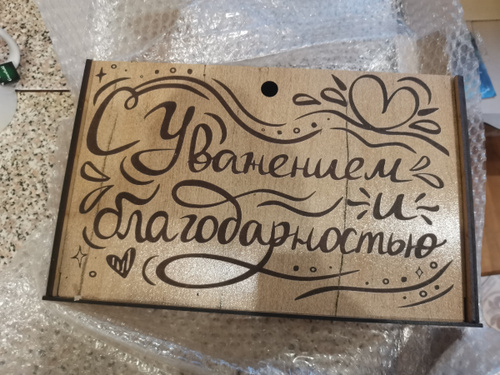 С Уважением
и
благодарностью